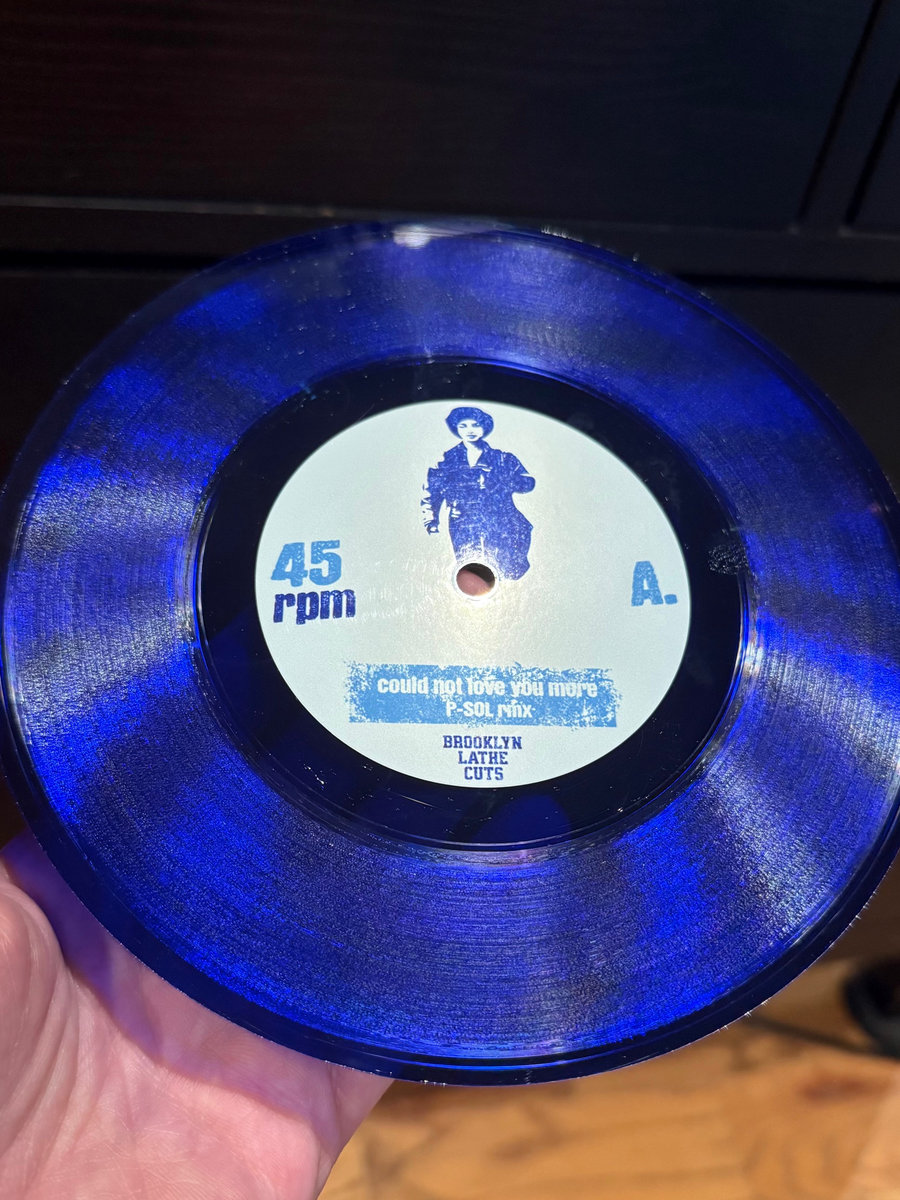 45
rpm
A.
could not love you more
P-SOL rmx
BROOKLYN
LATHE
CUTS